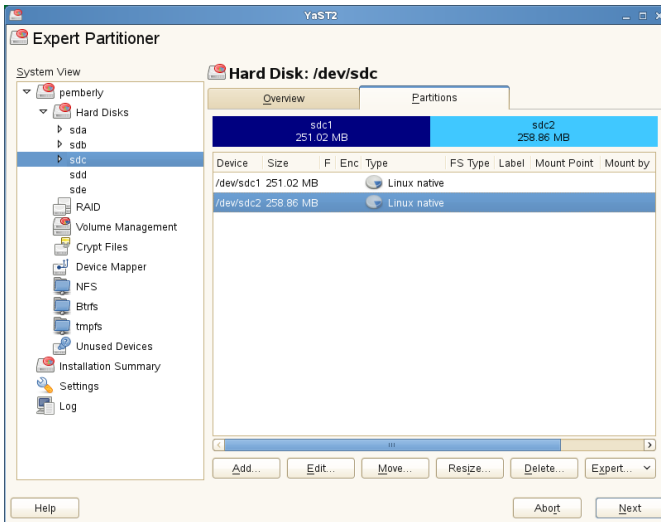 YaST2
Expert Partitioner
System View
pemberly
Hard Disks
sda
sdb
sdc
sdd
sde
RAID
Volume Management
Crypt Files
Device Mapper
NFS
Btrfs
tmpfs
Unused Devices
Installation Summary
Settings
Log
Hard Disk: /dev/sdc
Overview Partitions
sdc1 sdc2
251.02 MB 258.86 MB
Device Size F Enc Type FS Type Label Mount Point Mount by
/dev/sdc1 251.02 MB Linux native
/dev/sdc2 258.86 MB Linux native
Add... Edit... Move... Resize... Delete... Expert...
Help Abort Next